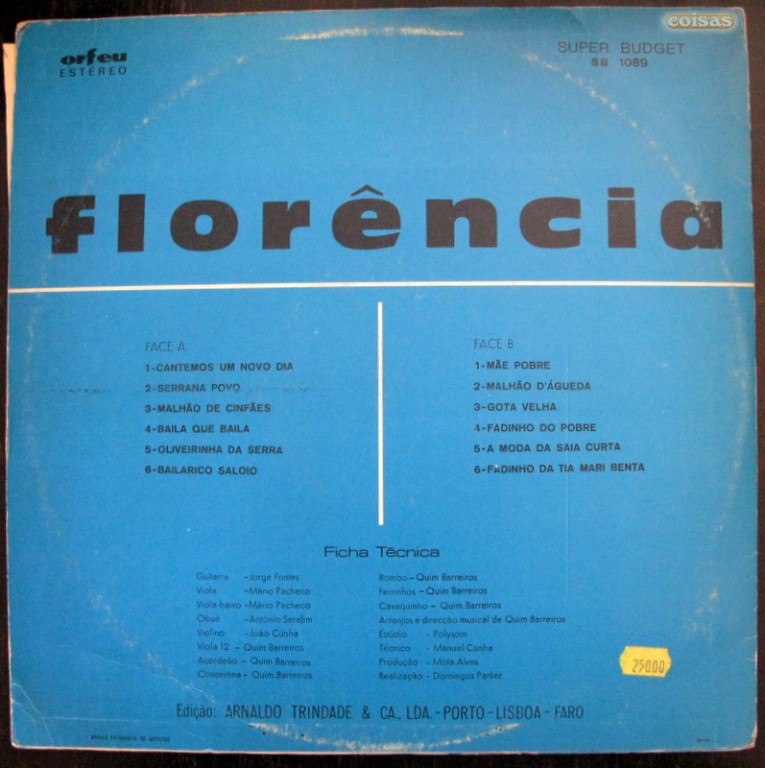 coisas
orfeu
ESTÉREO
SUPER BUDGET
SB 1089
florência
FACE A
1-CANTEMOS UM NOVO DIA
2-SERRANA POVO
3-MALHÃO DE CINFÃES
4-BAILA QUE BAILA
5-OLIVEIRINHA DA SERRA
6-BAILARICO SALOIO
FACE B
1-MÃE POBRE
2-MALHÃO D'ÁGUEDA
3-GOTA VELHA
4-FADINHO DO POBRE
5-A MODA DA SAIA CURTA
6-FADINHO DA TIA MARI BENTA
Ficha Técnica
Guitarra -Jorge Fontes
Viola -Mário Pacheco
Viola-baixo -Mário Pacheco
Oboé -António Serafim
Violino -João Cunha
Viola 12 - Quim Barreiros
Acordeão - Quim Barreiros
Concertina - Quim Barreiros
Bombo - Quim Barreiros
Ferrinhos - Quim Barreiros
Cavaquinho - Quim Barreiros
Arranjos e direcção musical de Quim Barreiros
Estúdio - Polysom
Técnico - Manuel Cunha
Produção - Mota Alves
Realização - Domingos Parker
250.00
Edição: ARNALDO TRINDADE & CA., LDA. - PORTO - LISBOA - FARO